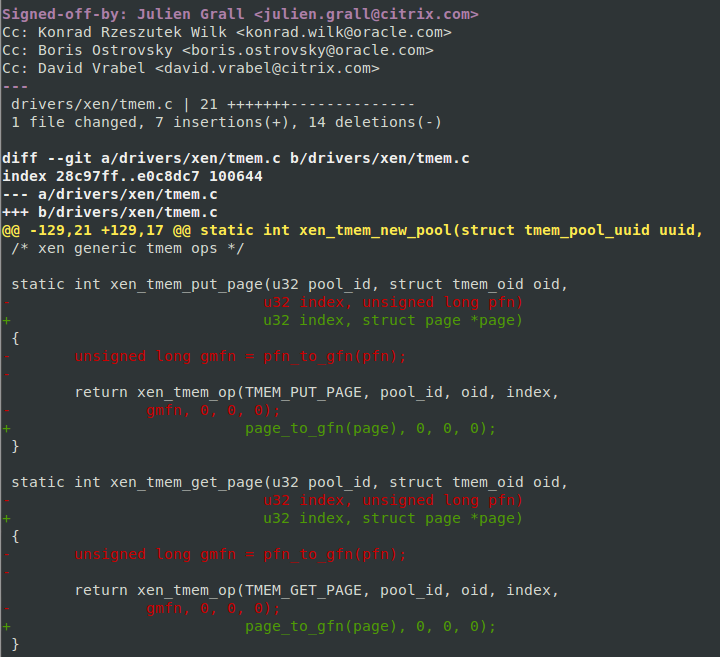 Signed-off-by: Julien Grall <julien.grall@citrix.com>
Cc: Konrad Rzeszutek Wilk <konrad.wilk@oracle.com>
Cc: Boris Ostrovsky <boris.ostrovsky@oracle.com>
Cc: David Vrabel <david.vrabel@citrix.com>
---
 drivers/xen/tmem.c | 21 +++++++--------------
 1 file changed, 7 insertions(+), 14 deletions(-)

diff --git a/drivers/xen/tmem.c b/drivers/xen/tmem.c
index 28c97ff..e0c8dc7 100644
--- a/drivers/xen/tmem.c
+++ b/drivers/xen/tmem.c
@@ -129,21 +129,17 @@ static int xen_tmem_new_pool(struct tmem_pool_uuid uuid,
 /* xen generic tmem ops */

 static int xen_tmem_put_page(u32 pool_id, struct tmem_oid oid,
-                            u32 index, unsigned long pfn)
+                            u32 index, struct page *page)
 {
-       unsigned long gmfn = pfn_to_gfn(pfn);
-
        return xen_tmem_op(TMEM_PUT_PAGE, pool_id, oid, index,
-               gmfn, 0, 0, 0);
+                          page_to_gfn(page), 0, 0, 0);
 }

 static int xen_tmem_get_page(u32 pool_id, struct tmem_oid oid,
-                            u32 index, unsigned long pfn)
+                            u32 index, struct page *page)
 {
-       unsigned long gmfn = pfn_to_gfn(pfn);
-
        return xen_tmem_op(TMEM_GET_PAGE, pool_id, oid, index,
-               gmfn, 0, 0, 0);
+                          page_to_gfn(page), 0, 0, 0);
 }